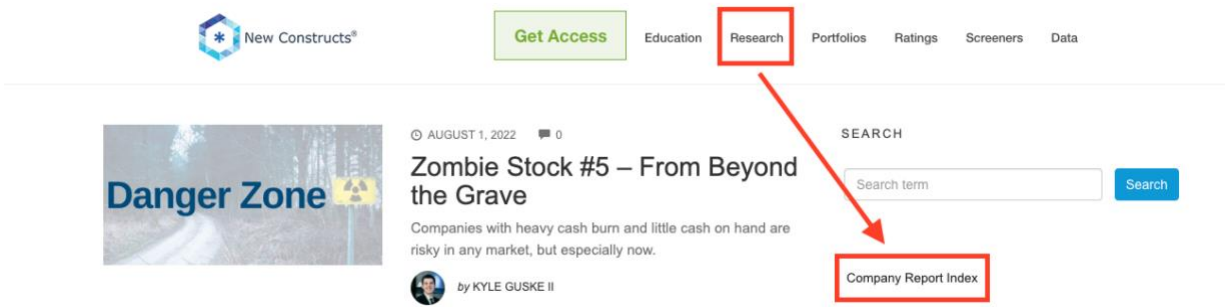 New Constructs®
Get Access
Education
Research
Portfolios
Ratings
Screeners
Data
Danger Zone
AUGUST 1, 2022
0
Zombie Stock #5 – From Beyond
the Grave
Companies with heavy cash burn and little cash on hand are
risky in any market, but especially now.
by KYLE GUSKE II
SEARCH
Search term
Search
Company Report Index